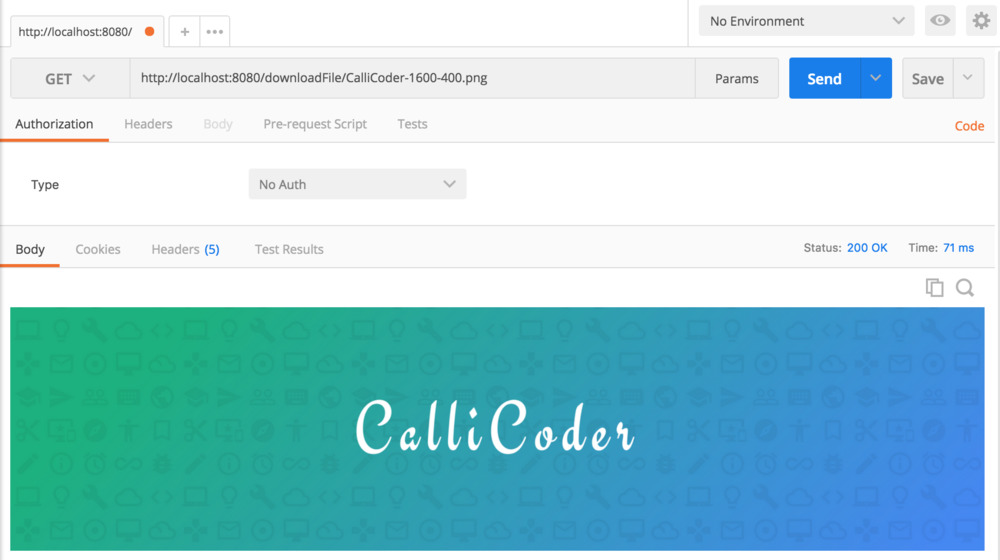 http://localhost:8080/
No Environment
GET http://localhost:8080/downloadFile/CalliCoder-1600-400.png Params Send Save
Authorization Headers Body Pre-request Script Tests Code
Type No Auth
Body Cookies Headers (5) Test Results Status: 200 OK Time: 71 ms
CalliCoder